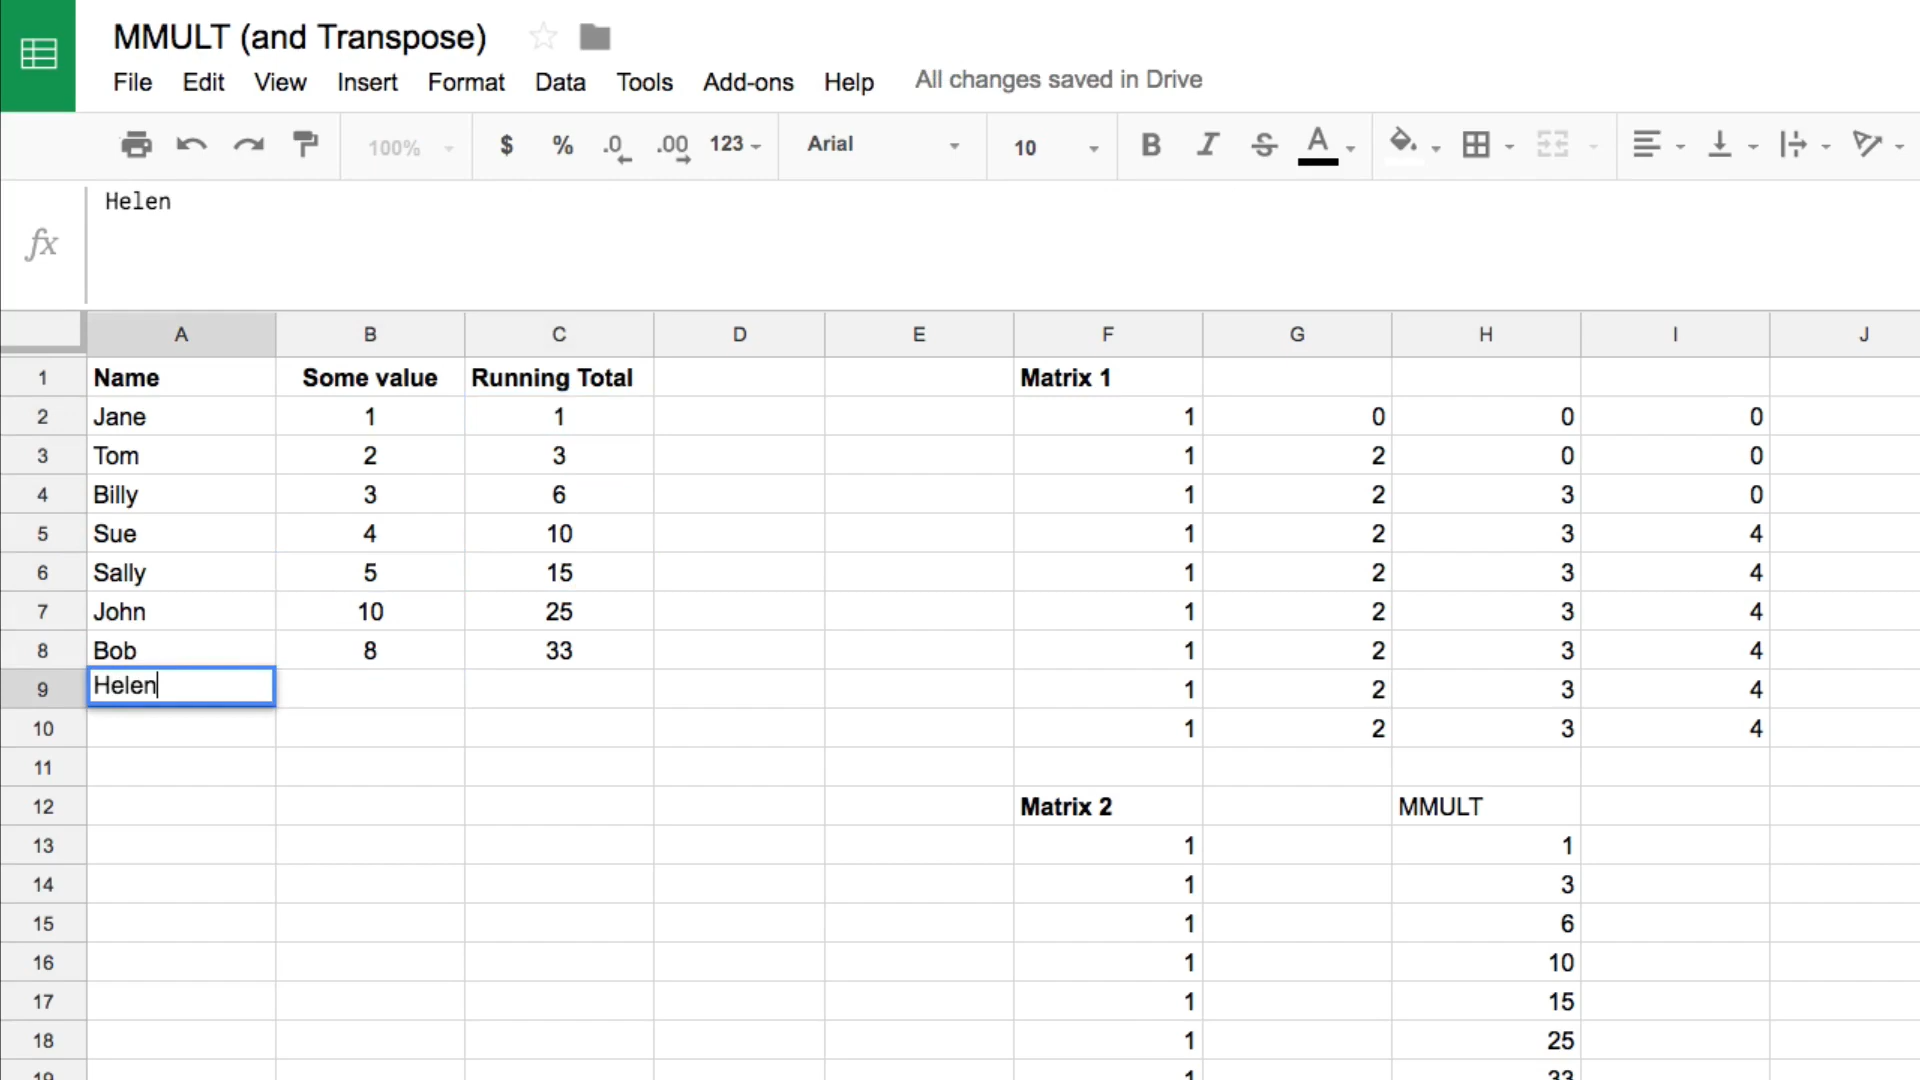 MMULT (and Transpose)
File Edit View Insert Format Data Tools Add-ons Help All changes saved in Drive
100% $ % .0 .00 123 Arial 10 B I S A
fx Helen
A B C D E F G H I J
1 Name Some value Running Total Matrix 1
2 Jane 1 1 1 0 0 0
3 Tom 2 3 1 2 0 0
4 Billy 3 6 1 2 3 0
5 Sue 4 10 1 2 3 4
6 Sally 5 15 1 2 3 4
7 John 10 25 1 2 3 4
8 Bob 8 33 1 2 3 4
9 Helen 1 2 3 4
10 1 2 3 4
11
12 Matrix 2 MMULT
13 1 1
14 1 3
15 1 6
16 1 10
17 1 15
18 1 25
19 1 33